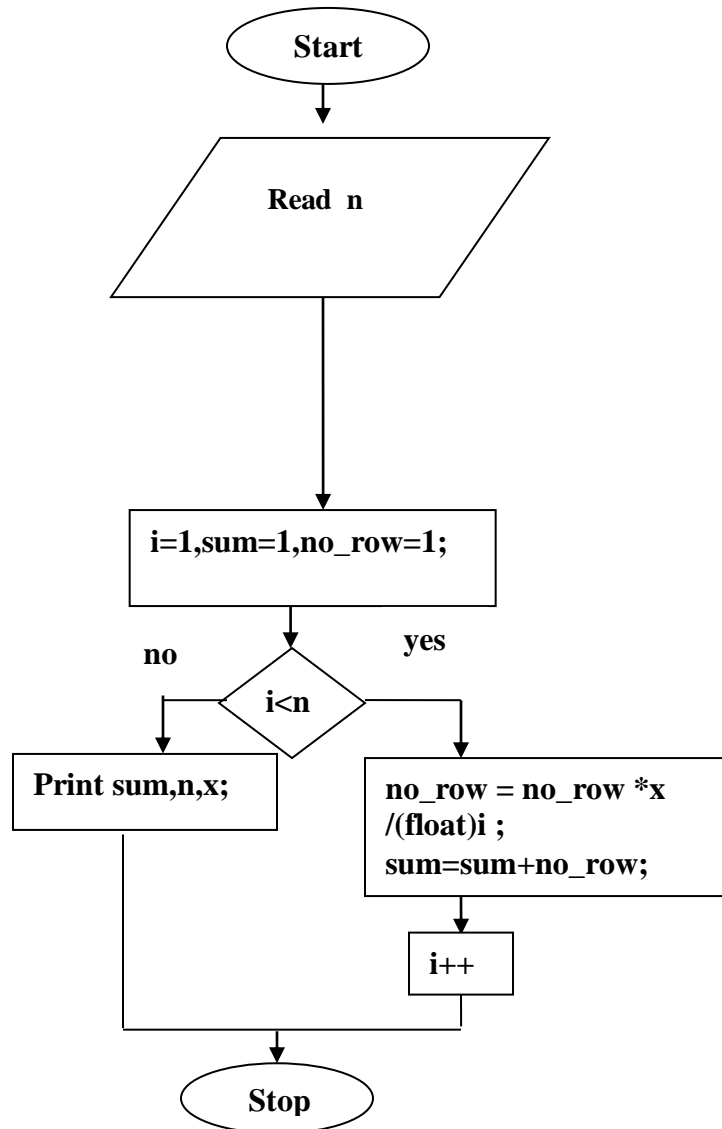 Start
Read n
i=1,sum=1,no_row=1;
no
yes
i<n
Print sum,n,x;
no_row = no_row *x
/(float)i ;
sum=sum+no_row;
i++
Stop